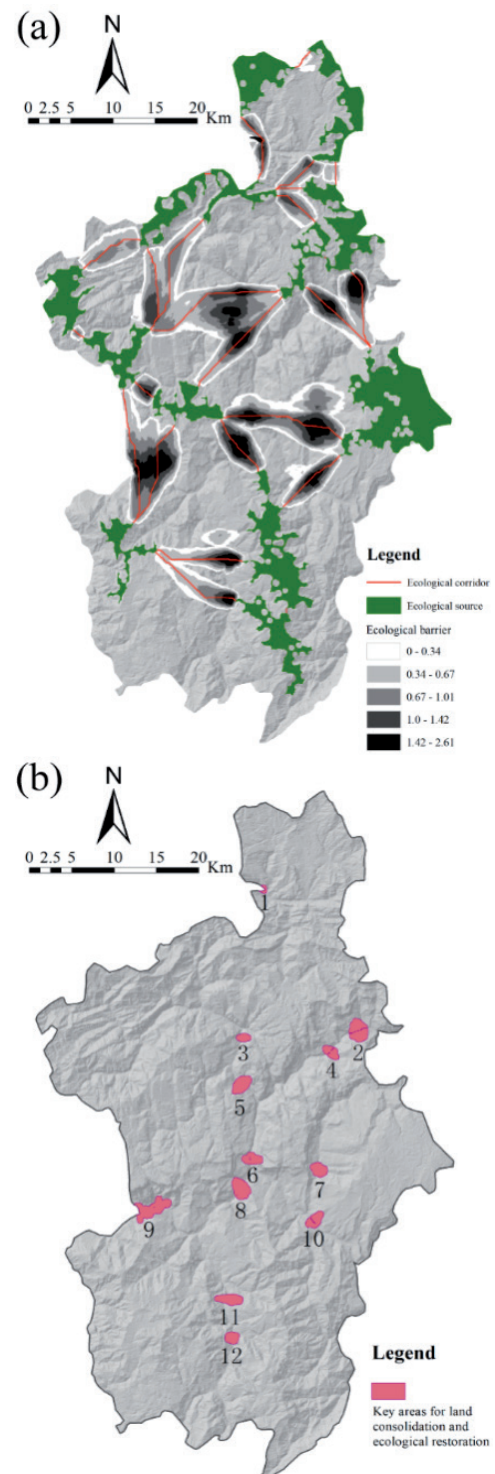 (a)
N
0 2.5 5 10 15 20
Km
Legend
Ecological corridor
Ecological source
Ecological barrier
0 - 0.34
0.34 - 0.67
0.67 - 1.01
1.0 - 1.42
1.42 - 2.61
(b)
N
0 2.5 5 10 15 20
Km
1
2
3
4
5
6
7
8
9
10
11
12
Legend
Key areas for land
consolidation and
ecological restoration